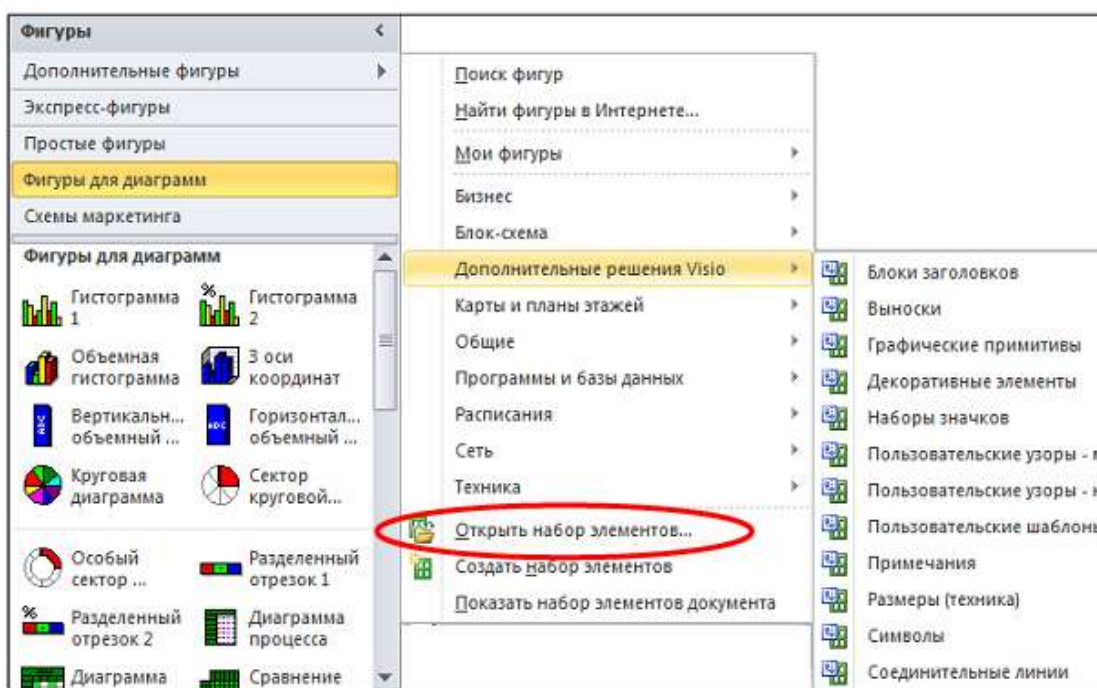 Фигуры
Дополнительные фигуры
Экспресс-фигуры
Простые фигуры
Фигуры для диаграмм
Схемы маркетинга
Фигуры для диаграмм
Гистограмма 1
% Гистограмма 2
Объемная гистограмма
3 оси координат
ABC Вертикальн... объемный ...
ABC Горизонтал... объемный ...
Круговая диаграмма
Сектор круговой...
Особый сектор ...
Разделенный отрезок 1
% Разделенный отрезок 2
Диаграмма процесса
Диаграмма
Сравнение
Поиск фигур
Найти фигуры в Интернете...
Мои фигуры
Бизнес
Блок-схема
Дополнительные решения Visio
Карты и планы этажей
Общие
Программы и базы данных
Расписания
Сеть
Техника
Открыть набор элементов...
Создать набор элементов
Показать набор элементов документа
Блоки заголовков
Выноски
Графические примитивы
Декоративные элементы
Наборы значков
Пользовательские узоры -
Пользовательские узоры -
Пользовательские шаблоны
Примечания
Размеры (техника)
Символы
Соединительные линии